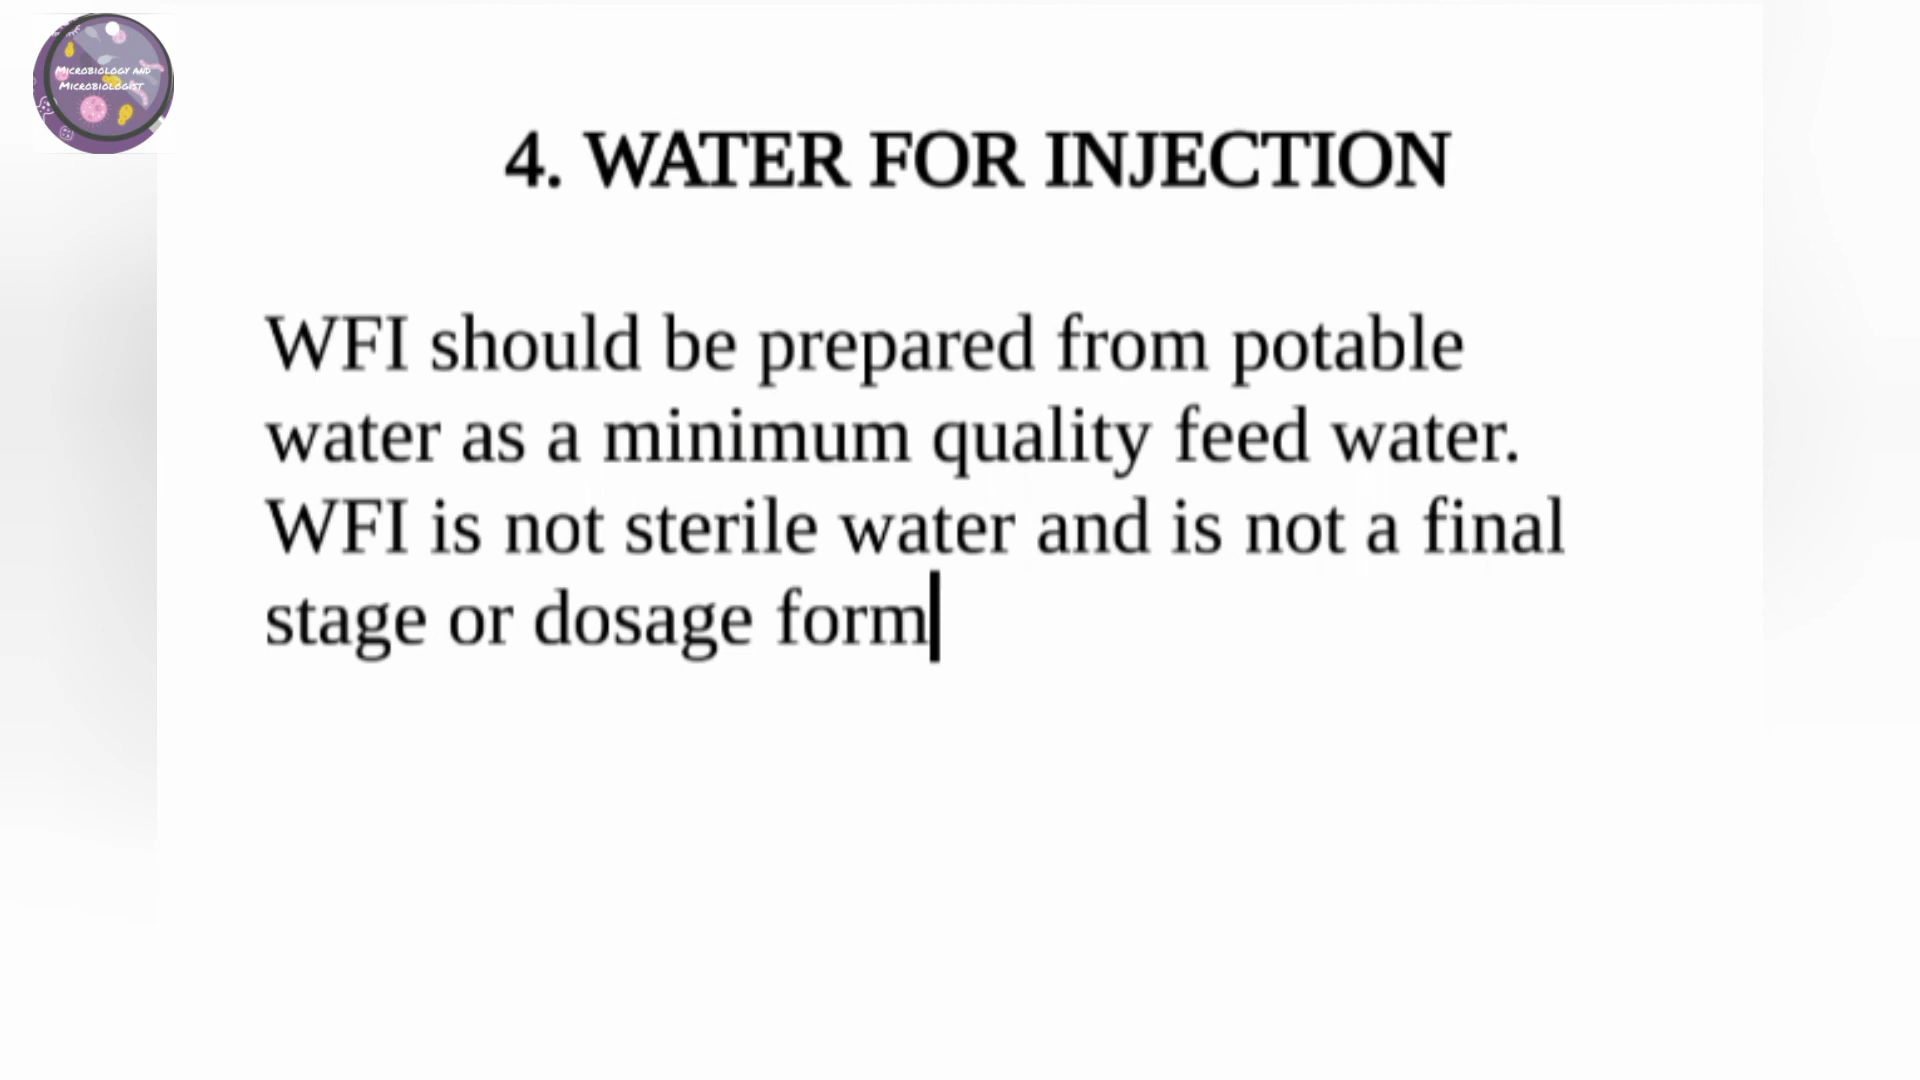 MICROBIOLOGY AND
MICROBIOLOGIST
4. WATER FOR INJECTION
WFI should be prepared from potable
water as a minimum quality feed water.
WFI is not sterile water and is not a final
stage or dosage form